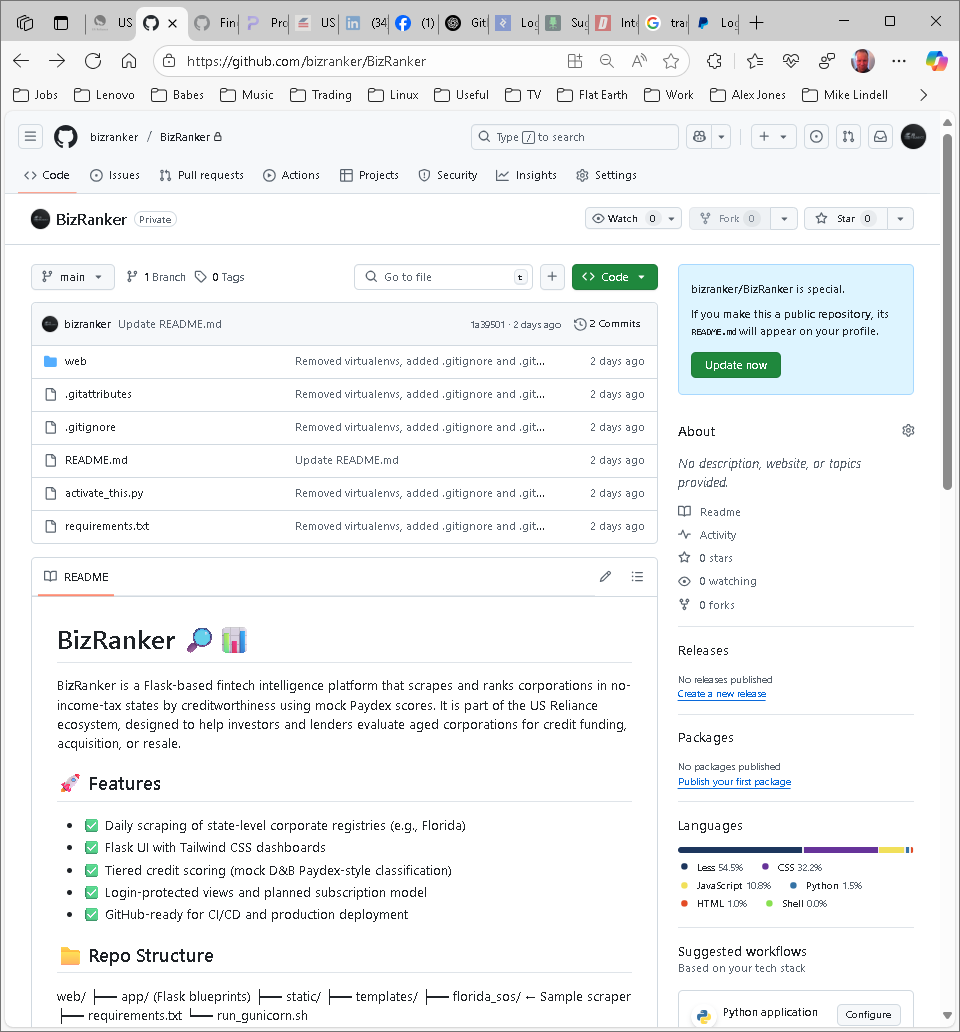 US
Fin
Pro
US
(34
(1)
Git
Log
Sug
Inte
trar
Log
https://github.com/bizranker/BizRanker
Jobs Lenovo Babes Music Trading Linux Useful TV Flat Earth Work Alex Jones Mike Lindell
bizranker / BizRanker
Type / to search
Code Issues Pull requests Actions Projects Security Insights Settings
BizRanker Private
Watch 0 Fork 0 Star 0
main 1 Branch 0 Tags
Go to file t
Code
bizranker Update README.md 1a39501 · 2 days ago 2 Commits
web Removed virtualenvs, added .gitignore and .git... 2 days ago
.gitattributes Removed virtualenvs, added .gitignore and .git... 2 days ago
.gitignore Removed virtualenvs, added .gitignore and .git... 2 days ago
README.md Update README.md 2 days ago
activate_this.py Removed virtualenvs, added .gitignore and .git... 2 days ago
requirements.txt Removed virtualenvs, added .gitignore and .git... 2 days ago
README
BizRanker 🔎 📊
BizRanker is a Flask-based fintech intelligence platform that scrapes and ranks corporations in no-
income-tax states by creditworthiness using mock Paydex scores. It is part of the US Reliance
ecosystem, designed to help investors and lenders evaluate aged corporations for credit funding,
acquisition, or resale.
🚀 Features
• ✅ Daily scraping of state-level corporate registries (e.g., Florida)
• ✅ Flask UI with Tailwind CSS dashboards
• ✅ Tiered credit scoring (mock D&B Paydex-style classification)
• ✅ Login-protected views and planned subscription model
• ✅ GitHub-ready for CI/CD and production deployment
📁 Repo Structure
web/ ├── app/ (Flask blueprints) ├── static/ ├── templates/ ├── florida_sos/ ← Sample scraper
├── requirements.txt └── run_gunicorn.sh
bizranker/BizRanker is special.
If you make this a public repository, its
README.md will appear on your profile.
Update now
About
No description, website, or topics
provided.
Readme
Activity
0 stars
0 watching
0 forks
Releases
No releases published
Create a new release
Packages
No packages published
Publish your first package
Languages
Less 54.5% CSS 32.2%
JavaScript 10.8% Python 1.5%
HTML 1.0% Shell 0.0%
Suggested workflows
Based on your tech stack
Python application Configure